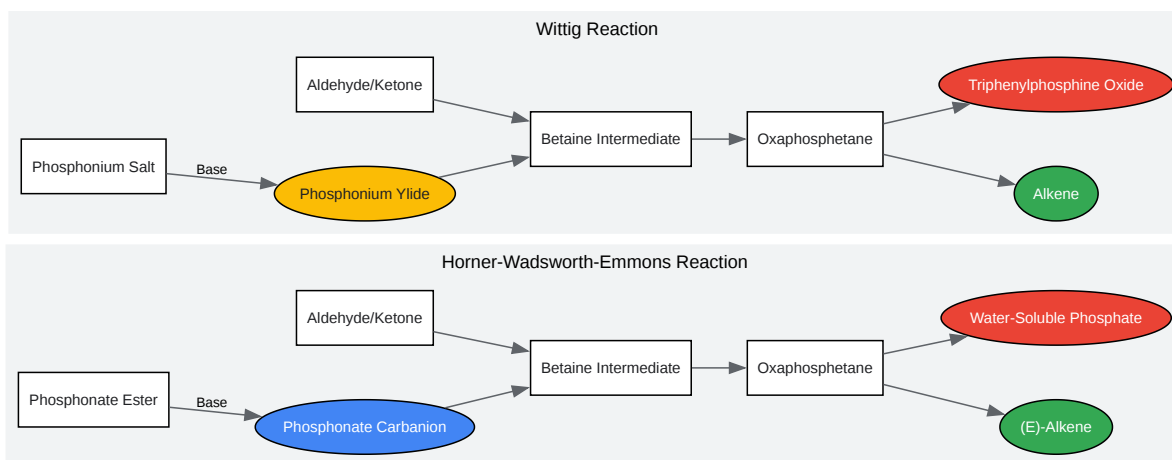 Wittig Reaction
Aldehyde/Ketone
Triphenylphosphine Oxide
Betaine Intermediate
Oxaphosphetane
Phosphonium Salt
Base
Phosphonium Ylide
Alkene
Horner-Wadsworth-Emmons Reaction
Aldehyde/Ketone
Water-Soluble Phosphate
Betaine Intermediate
Oxaphosphetane
Phosphonate Ester
Base
Phosphonate Carbanion
(E)-Alkene